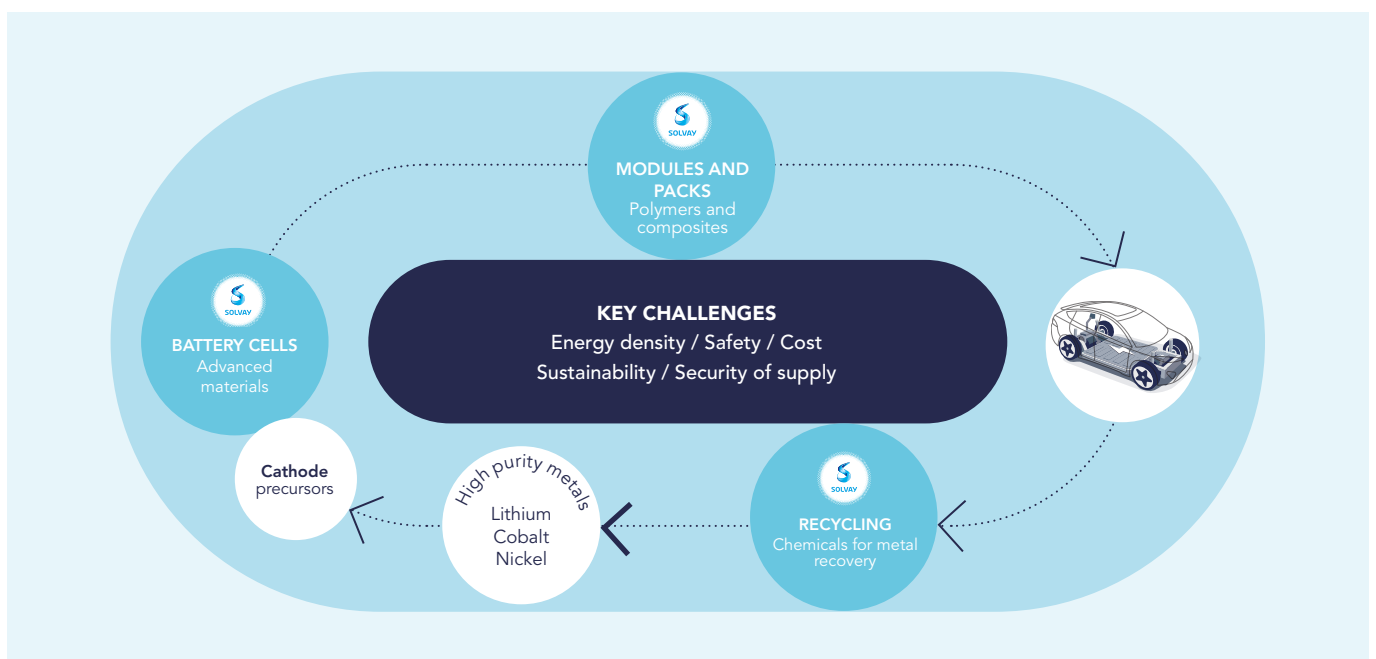 SOLVAY
MODULES AND
PACKS
Polymers and
composites
SOLVAY
BATTERY CELLS
Advanced
materials
KEY CHALLENGES
Energy density / Safety / Cost
Sustainability / Security of supply
Cathode
precursors
High purity metals
Lithium
Cobalt
Nickel
SOLVAY
RECYCLING
Chemicals for metal
recovery